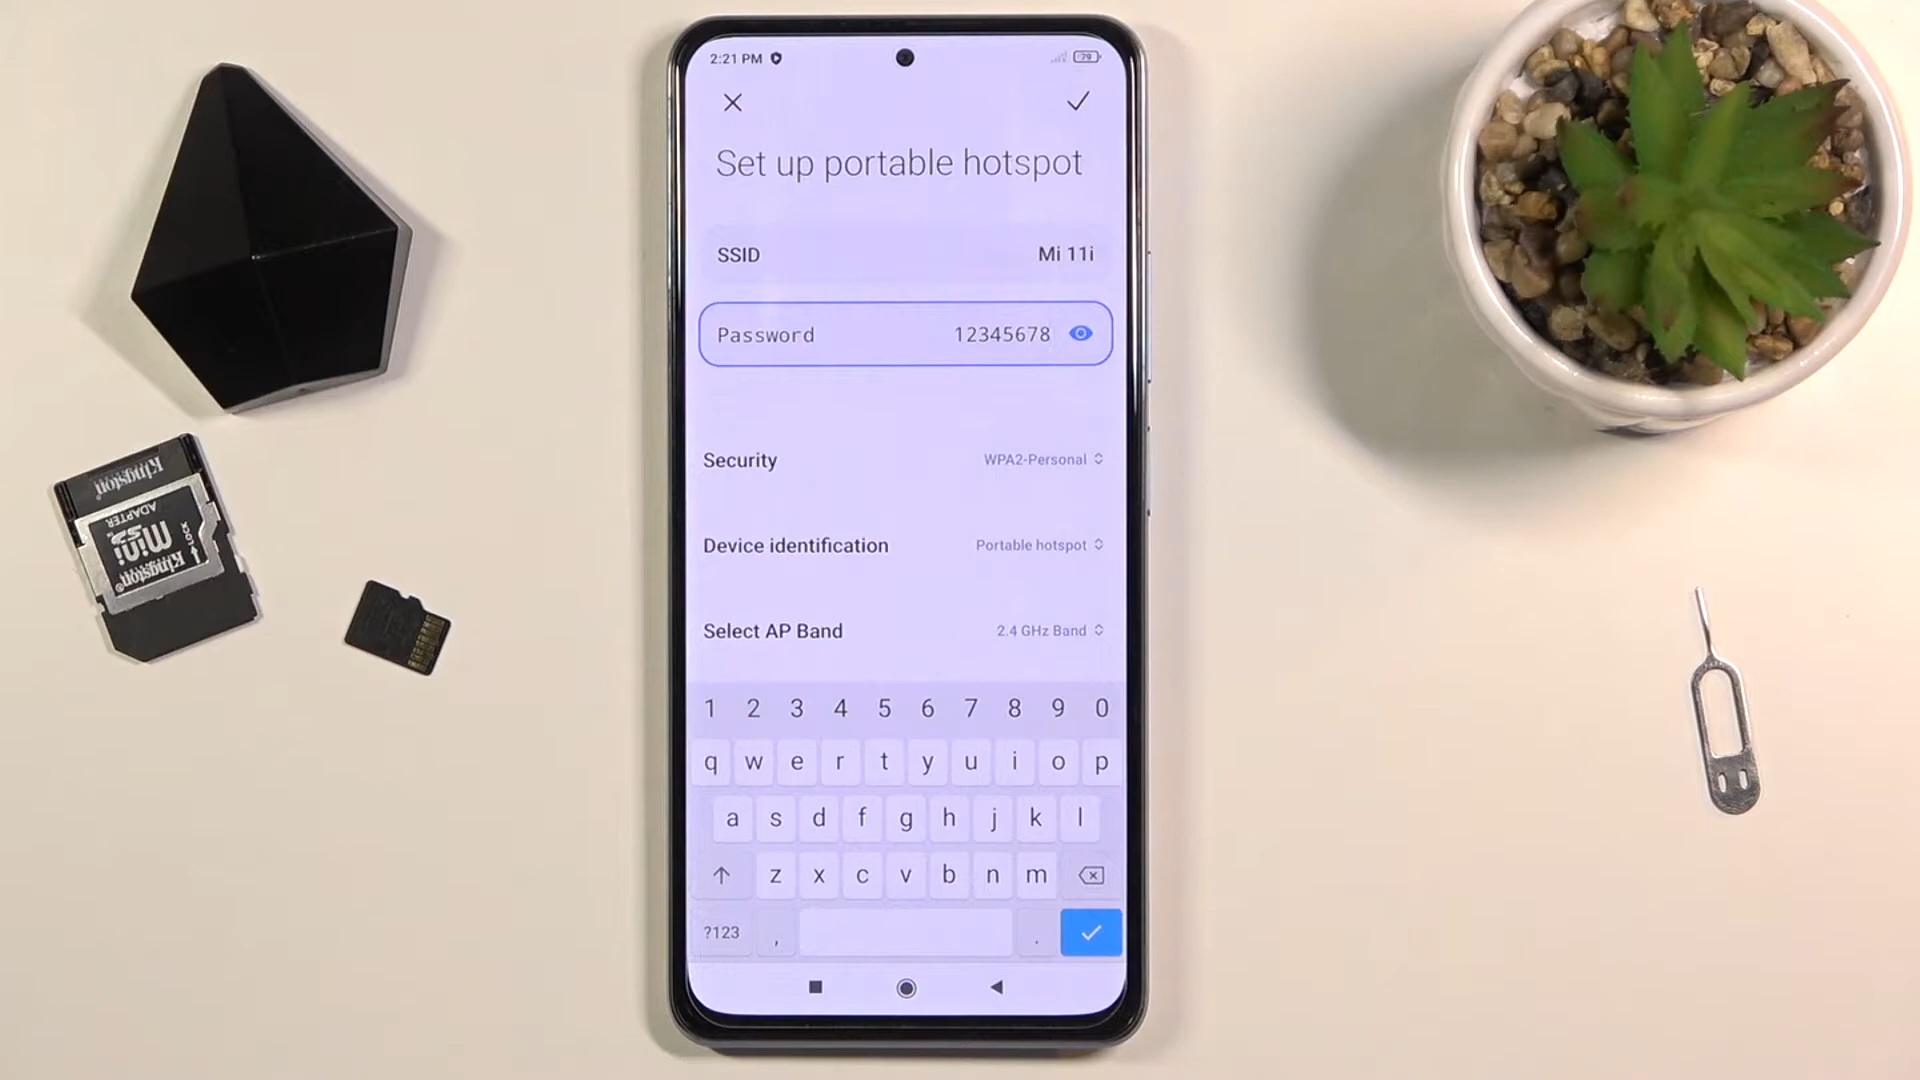 2:21 PM
79
Set up portable hotspot
SSID Mi 11i
Password 12345678
Security WPA2-Personal
Device identification Portable hotspot
Select AP Band 2.4 GHz Band
1 2 3 4 5 6 7 8 9 0
q w e r t y u i o p
a s d f g h j k l
z x c v b n m
?123 , .
Kingston
ADAPTER
mini SD
LOCK
Kingston